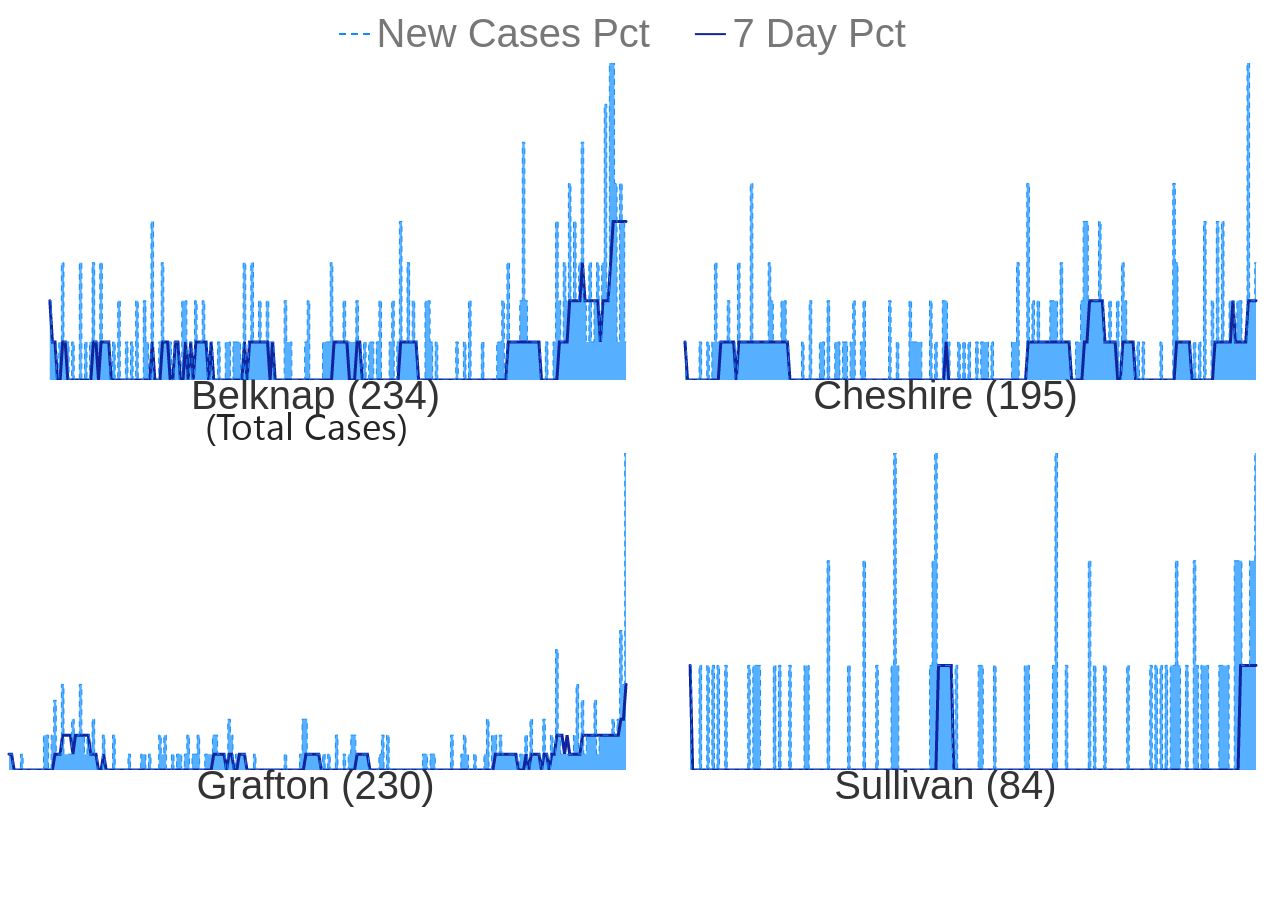 New Cases Pct 7 Day Pct
Belknap (234) Cheshire (195)
(Total Cases)
Grafton (230) Sullivan (84)